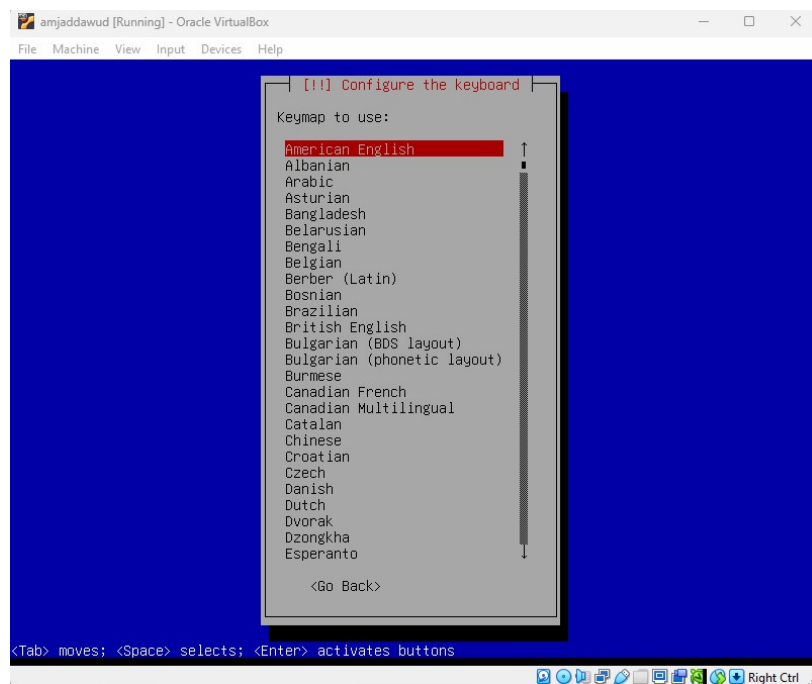 amjaddawud [Running] - Oracle VirtualBox
File Machine View Input Devices Help
[!!] Configure the keyboard
Keymap to use:
American English
Albanian
Arabic
Asturian
Bangladesh
Belarusian
Bengali
Belgian
Berber (Latin)
Bosnian
Brazilian
British English
Bulgarian (BDS layout)
Bulgarian (phonetic layout)
Burmese
Canadian French
Canadian Multilingual
Catalan
Chinese
Croatian
Czech
Danish
Dutch
Dvorak
Dzongkha
Esperanto
<Go Back>
<Tab> moves; <Space> selects; <Enter> activates buttons
Right Ctrl